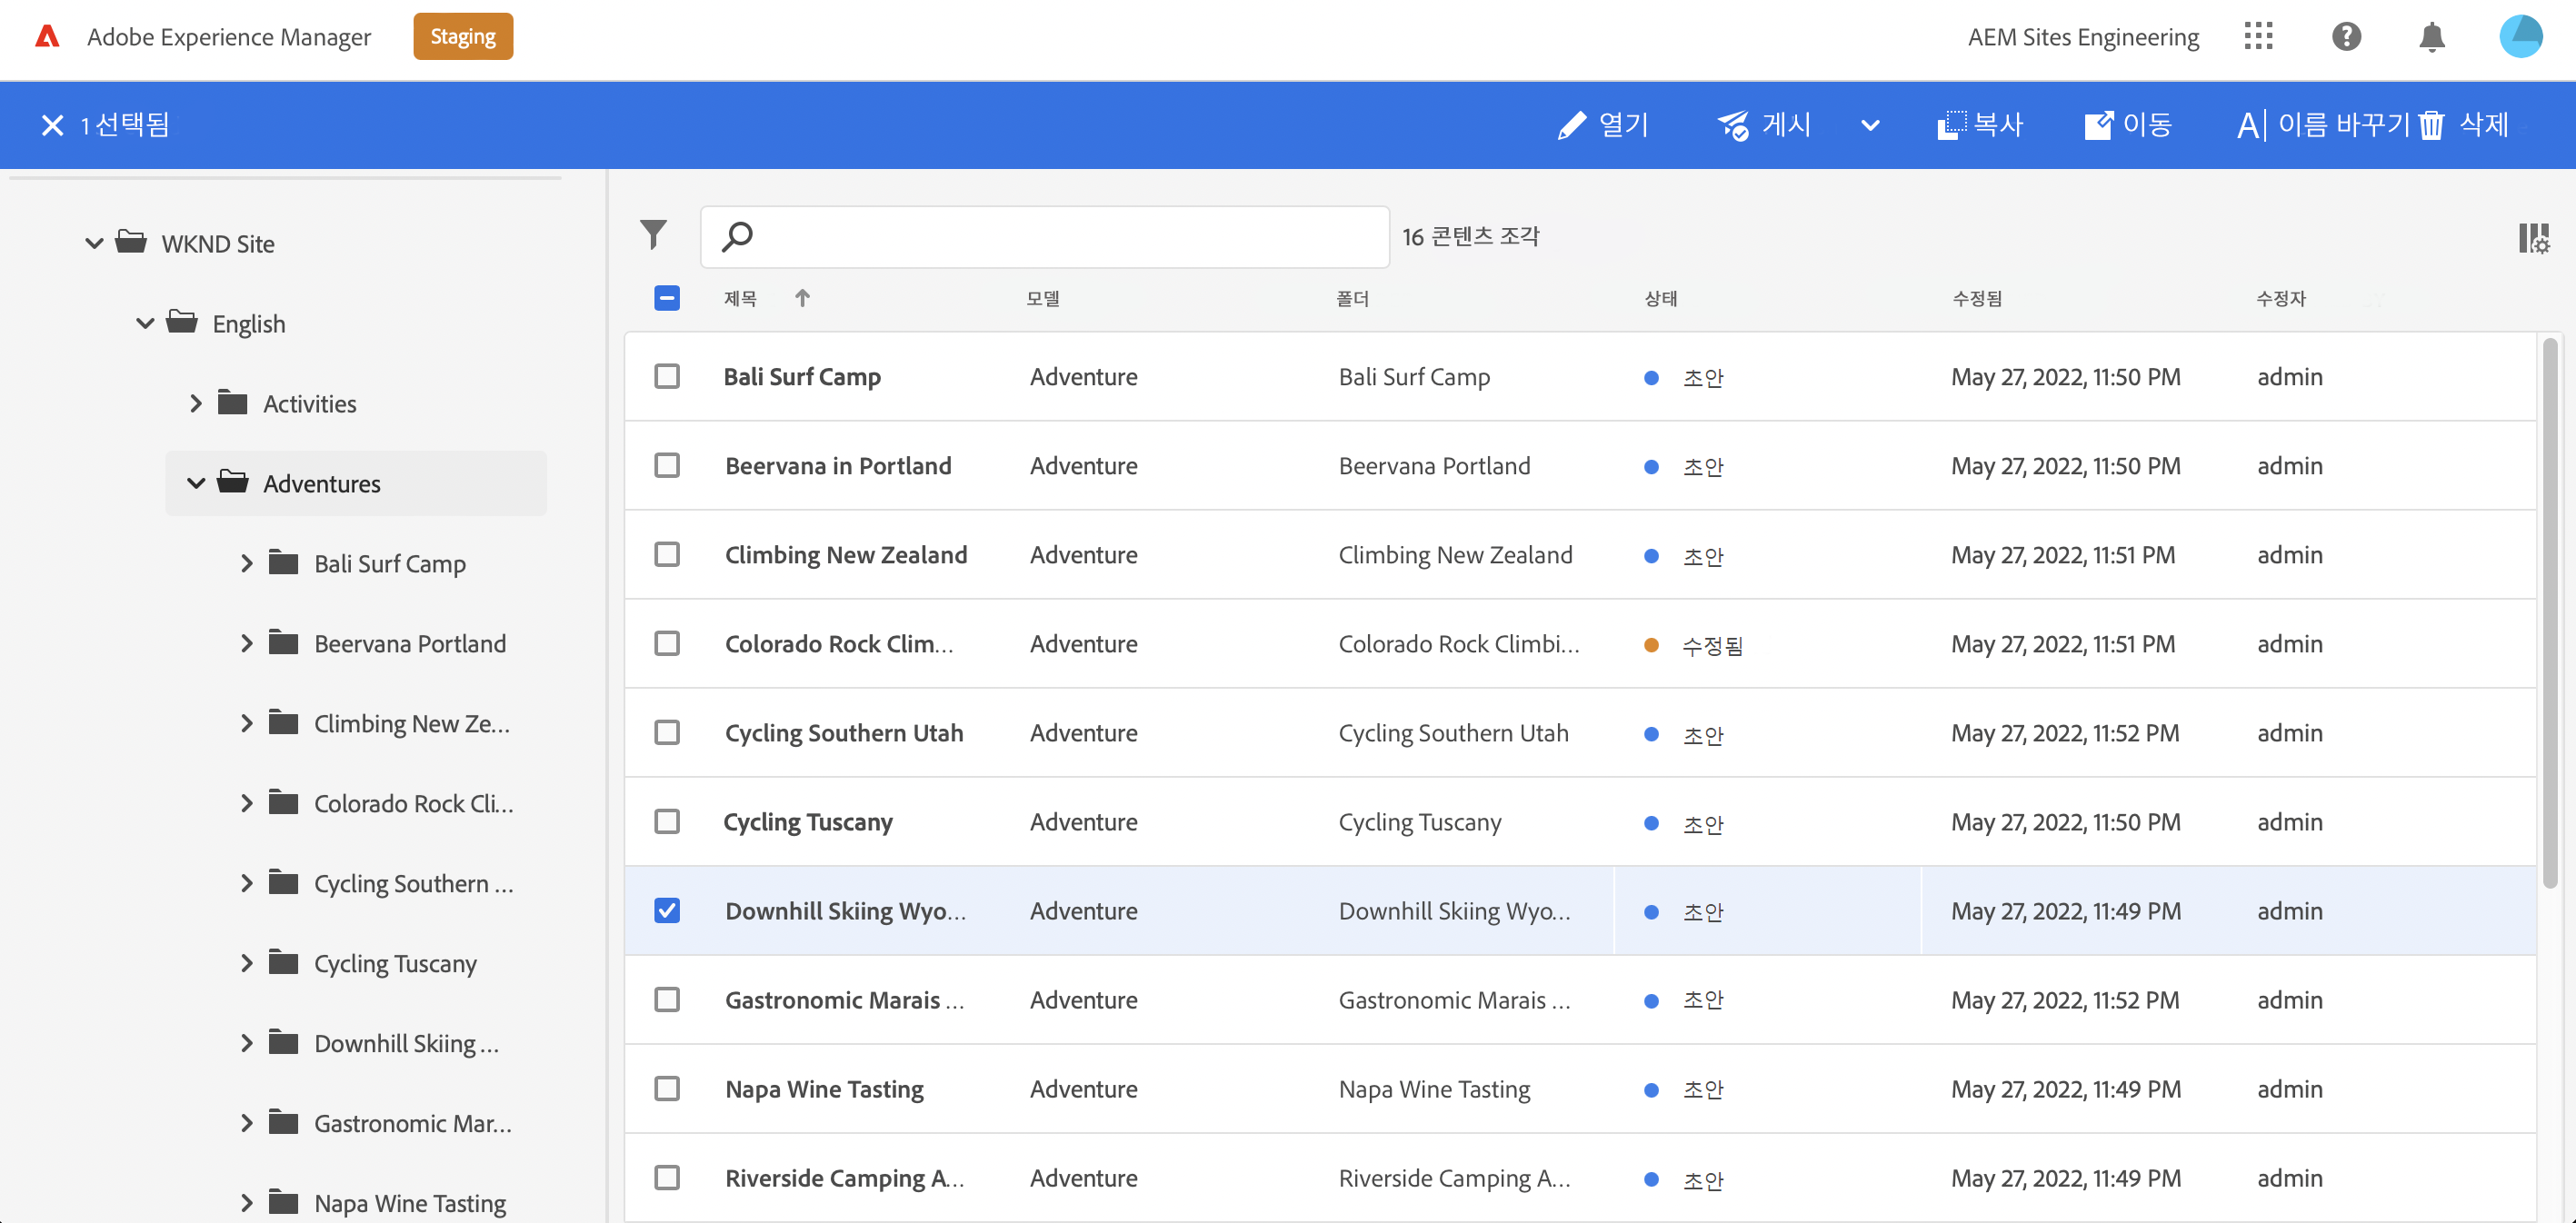 Adobe Experience Manager Staging AEM Sites Engineering
1 선택됨 열기 게시 복사 이동 이름 바꾸기 삭제
WKND Site
English
Activities
Adventures
Bali Surf Camp
Beervana Portland
Climbing New Ze...
Colorado Rock Cli...
Cycling Southern ...
Cycling Tuscany
Downhill Skiing ...
Gastronomic Mar...
Napa Wine Tasting
16 콘텐츠 조각
제목 모델 폴더 상태 수정됨 수정자
Bali Surf Camp Adventure Bali Surf Camp 초안 May 27, 2022, 11:50 PM admin
Beervana in Portland Adventure Beervana Portland 초안 May 27, 2022, 11:50 PM admin
Climbing New Zealand Adventure Climbing New Zealand 초안 May 27, 2022, 11:51 PM admin
Colorado Rock Clim... Adventure Colorado Rock Climbi... 수정됨 May 27, 2022, 11:51 PM admin
Cycling Southern Utah Adventure Cycling Southern Utah 초안 May 27, 2022, 11:52 PM admin
Cycling Tuscany Adventure Cycling Tuscany 초안 May 27, 2022, 11:50 PM admin
Downhill Skiing Wyo... Adventure Downhill Skiing Wyo... 초안 May 27, 2022, 11:49 PM admin
Gastronomic Marais ... Adventure Gastronomic Marais ... 초안 May 27, 2022, 11:52 PM admin
Napa Wine Tasting Adventure Napa Wine Tasting 초안 May 27, 2022, 11:49 PM admin
Riverside Camping A... Adventure Riverside Camping A... 초안 May 27, 2022, 11:49 PM admin